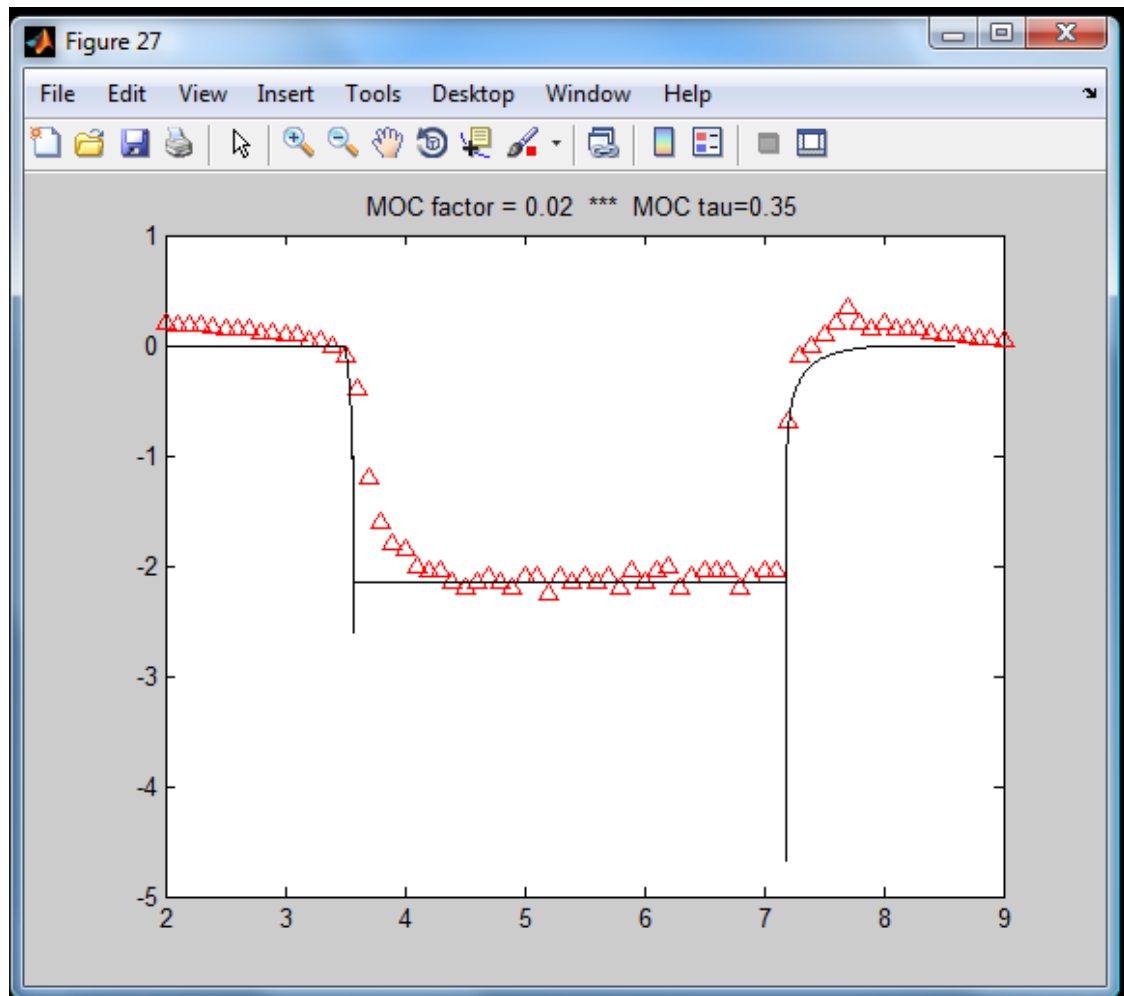 Figure 27
File Edit View Insert Tools Desktop Window Help
MOC factor = 0.02 *** MOC tau=0.35
1
0
-1
-2
-3
-4
-5
2 3 4 5 6 7 8 9